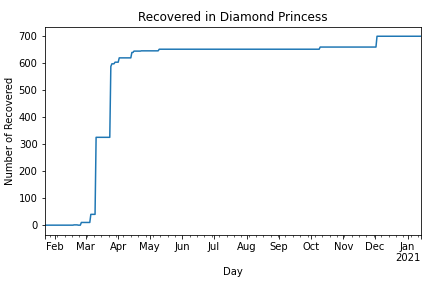 Recovered in Diamond Princess
Number of Recovered
700
600
500
400
300
200
100
0
Feb Mar Apr May Jun Jul Aug Sep Oct Nov Dec Jan
2021
Day